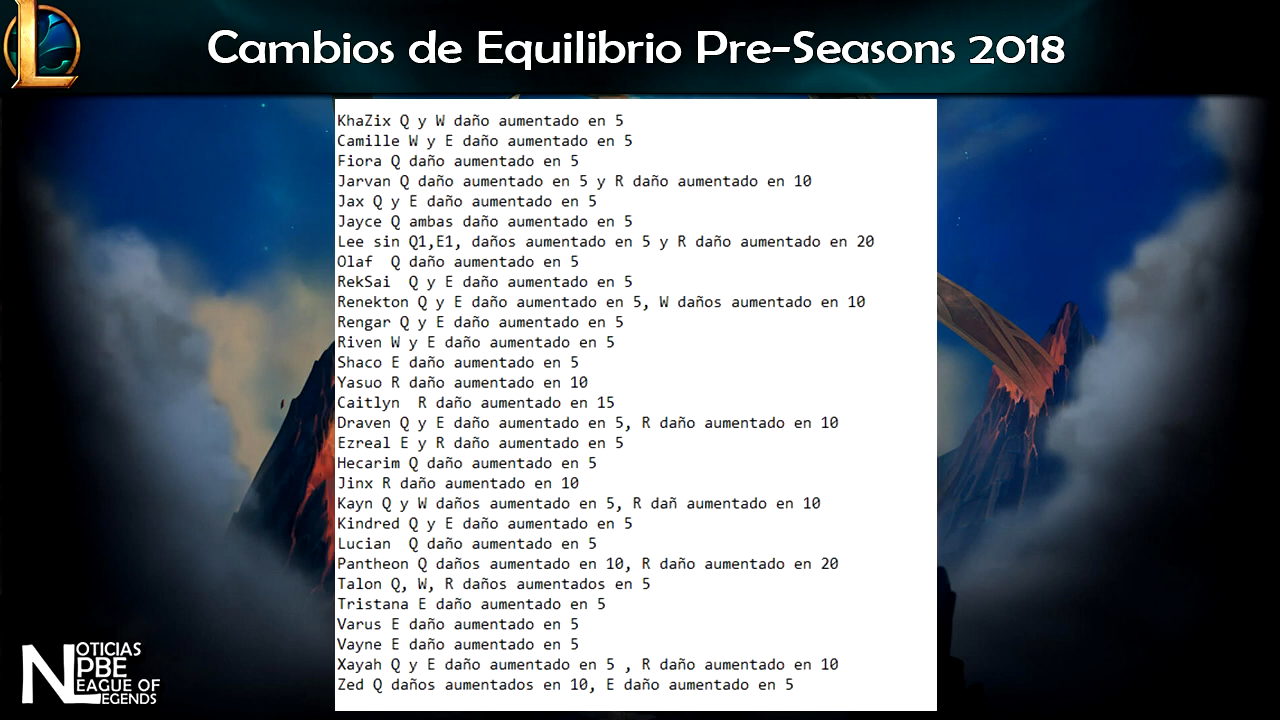 Cambios de Equilibrio Pre-Seasons 2018
KhaZix Q y W daño aumentado en 5
Camille W y E daño aumentado en 5
Fiora Q daño aumentado en 5
Jarvan Q daño aumentado en 5 y R daño aumentado en 10
Jax Q y E daño aumentado en 5
Jayce Q ambas daño aumentado en 5
Lee sin Q1,E1, daños aumentado en 5 y R daño aumentado en 20
Olaf  Q daño aumentado en 5
RekSai  Q y E daño aumentado en 5
Renekton Q y E daño aumentado en 5, W daños aumentado en 10
Rengar Q y E daño aumentado en 5
Riven W y E daño aumentado en 5
Shaco E daño aumentado en 5
Yasuo R daño aumentado en 10
Caitlyn  R daño aumentado en 15
Draven Q y E daño aumentado en 5, R daño aumentado en 10
Ezreal E y R daño aumentado en 5
Hecarim Q daño aumentado en 5
Jinx R daño aumentado en 10
Kayn Q y W daños aumentado en 5, R dañ aumentado en 10
Kindred Q y E daño aumentado en 5
Lucian  Q daño aumentado en 5
Pantheon Q daños aumentado en 10, R daño aumentado en 20
Talon Q, W, R daños aumentados en 5
Tristana E daño aumentado en 5
Varus E daño aumentado en 5
Vayne E daño aumentado en 5
Xayah Q y E daño aumentado en 5 , R daño aumentado en 10
Zed Q daños aumentados en 10, E daño aumentado en 5
NOTICIAS
PBE
LEAGUE OF
LEGENDS